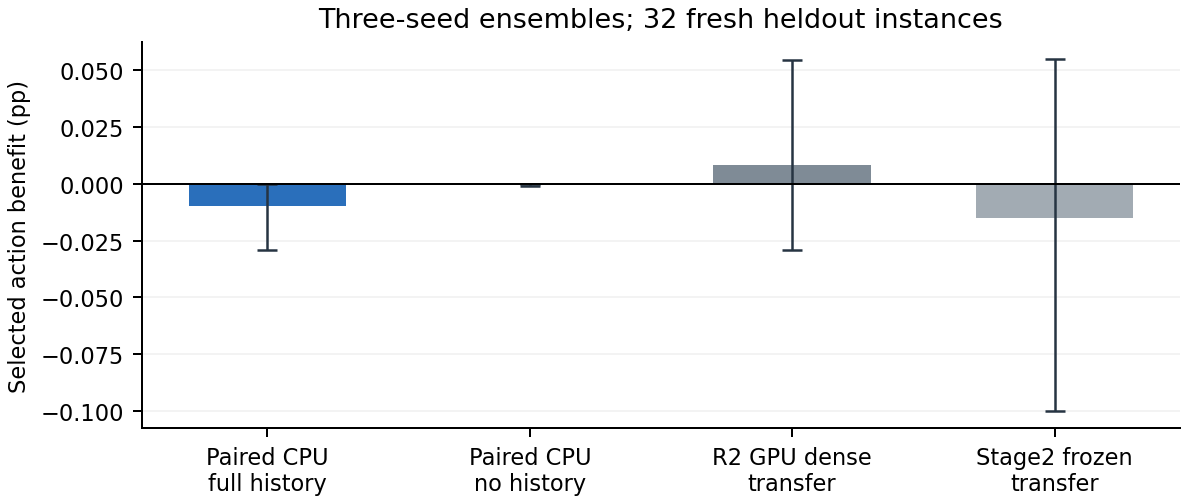 Three-seed ensembles; 32 fresh heldout instances
Selected action benefit (pp)
0.050
0.025
0.000
−0.025
−0.050
−0.075
−0.100
Paired CPU
full history
Paired CPU
no history
R2 GPU dense
transfer
Stage2 frozen
transfer